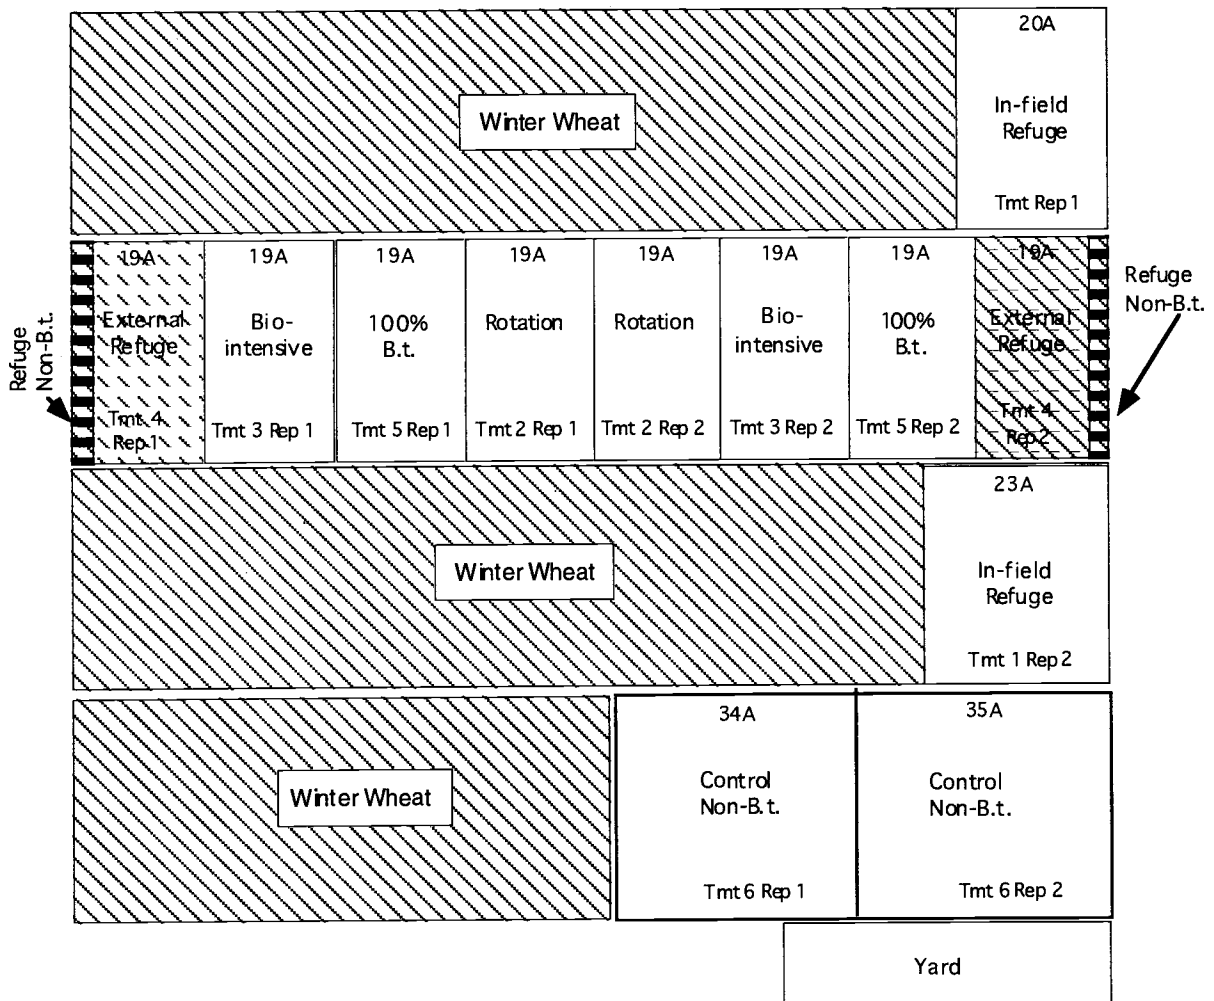 20A
In-field
Refuge
Tmt Rep 1
Winter Wheat
Refuge
Non-B.t.
19A
External
Refuge
Tmt 4
Rep 1
19A
Bio-
intensive
Tmt 3 Rep 1
19A
100%
B.t.
Tmt 5 Rep 1
19A
Rotation
Tmt 2 Rep 1
19A
Rotation
Tmt 2 Rep 2
19A
Bio-
intensive
Tmt 3 Rep 2
19A
100%
B.t.
Tmt 5 Rep 2
19A
External
Refuge
Tmt 4
Rep 2
Refuge
Non-B.t.
Winter Wheat
23A
In-field
Refuge
Tmt 1 Rep 2
Winter Wheat
34A
Control
Non-B.t.
Tmt 6 Rep 1
35A
Control
Non-B.t.
Tmt 6 Rep 2
Yard